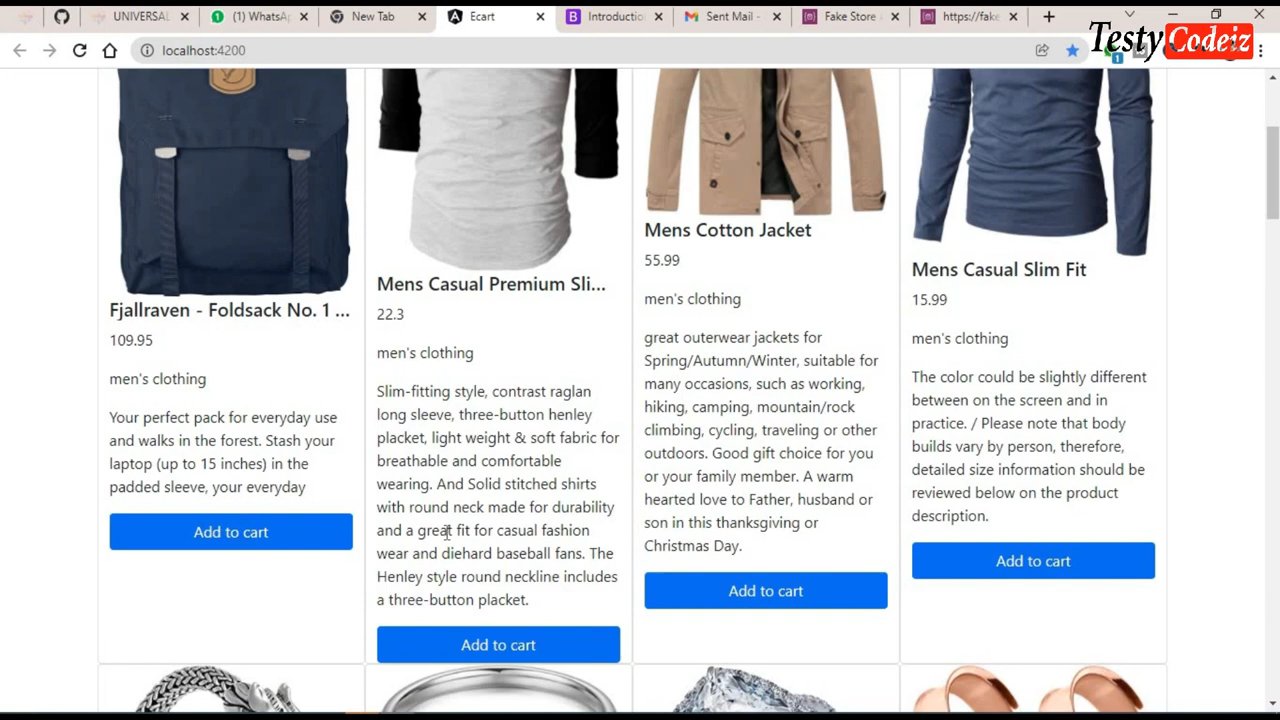 UNIVERSAL
(1) WhatsA
New Tab
Ecart
Introduction
Sent Mail -
Fake Store
https://fake
Testy Codeiz
localhost:4200
1
Fjallraven - Foldsack No. 1 ...
109.95
men's clothing
Your perfect pack for everyday use
and walks in the forest. Stash your
laptop (up to 15 inches) in the
padded sleeve, your everyday
Add to cart
Mens Casual Premium Sli...
22.3
men's clothing
Slim-fitting style, contrast raglan
long sleeve, three-button henley
placket, light weight & soft fabric for
breathable and comfortable
wearing. And Solid stitched shirts
with round neck made for durability
and a great fit for casual fashion
wear and diehard baseball fans. The
Henley style round neckline includes
a three-button placket.
Add to cart
Mens Cotton Jacket
55.99
men's clothing
great outerwear jackets for
Spring/Autumn/Winter, suitable for
many occasions, such as working,
hiking, camping, mountain/rock
climbing, cycling, traveling or other
outdoors. Good gift choice for you
or your family member. A warm
hearted love to Father, husband or
son in this thanksgiving or
Christmas Day.
Add to cart
Mens Casual Slim Fit
15.99
men's clothing
The color could be slightly different
between on the screen and in
practice. / Please note that body
builds vary by person, therefore,
detailed size information should be
reviewed below on the product
description.
Add to cart